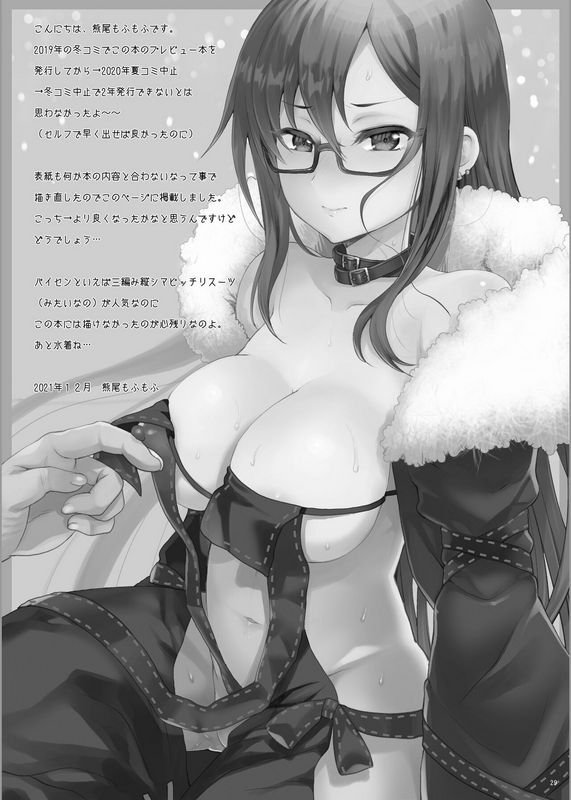 こんにちは、熊尾もふもふです。
2019年の冬コミでこの本のプレビュー本を
発行してから→2020年夏コミ中止
→冬コミ中止で2年発行できないとは
思わなかったよ〜〜
(セルフで早く出せば良かったのに)
表紙も何か本の内容と合わないなって事で
描き直したのでこのページに掲載しました。
こっち→より良くなったかなと思うんですけど
どうでしょう…
パイセンといえば三編み縦シマピッチリスーツ
(みたいなの)が人気なのに
この本には描けなかったのが心残りなのよ。
あと水着ね…
2021年12月 熊尾もふもふ
29